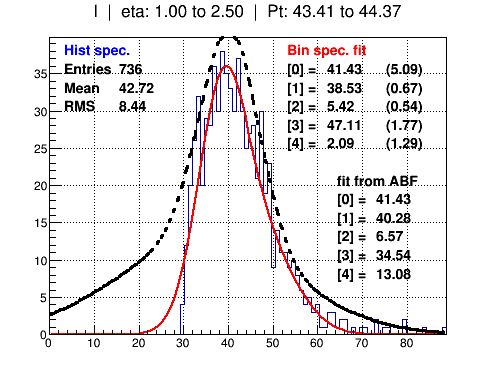 I | eta: 1.00 to 2.50 | Pt: 43.41 to 44.37
Hist spec.
Entries 736
Mean 42.72
RMS 8.44
Bin spec. fit
[0] = 41.43 (5.09)
[1] = 38.53 (0.67)
[2] = 5.42 (0.54)
[3] = 47.11 (1.77)
[4] = 2.09 (1.29)
fit from ABF
[0] = 41.43
[1] = 40.28
[2] = 6.57
[3] = 34.54
[4] = 13.08
35
30
25
20
15
10
5
0
0 10 20 30 40 50 60 70 80